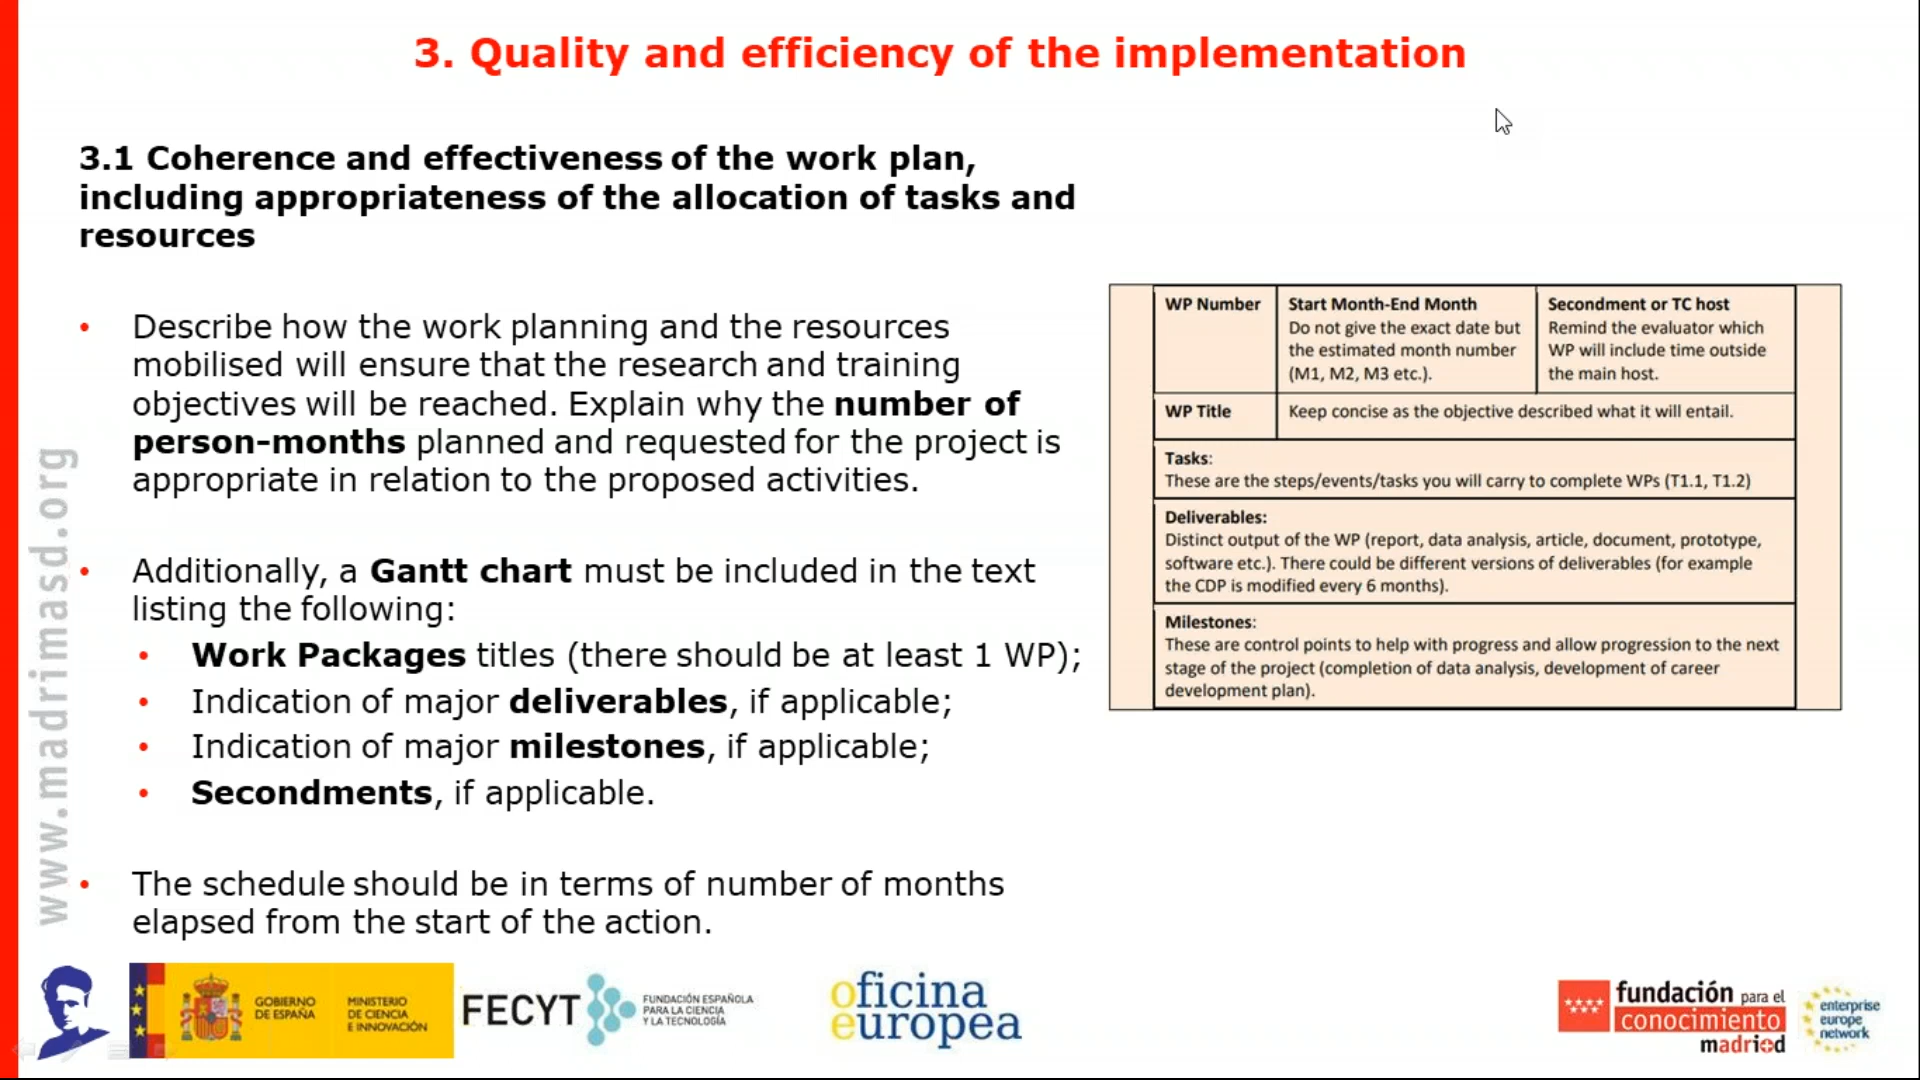 3. Quality and efficiency of the implementation
3.1 Coherence and effectiveness of the work plan,
including appropriateness of the allocation of tasks and
resources
• Describe how the work planning and the resources
mobilised will ensure that the research and training
objectives will be reached. Explain why the number of
person-months planned and requested for the project is
appropriate in relation to the proposed activities.
• Additionally, a Gantt chart must be included in the text
listing the following:
• Work Packages titles (there should be at least 1 WP);
• Indication of major deliverables, if applicable;
• Indication of major milestones, if applicable;
• Secondments, if applicable.
• The schedule should be in terms of number of months
elapsed from the start of the action.
WP Number
Start Month-End Month
Do not give the exact date but
the estimated month number
(M1, M2, M3 etc.).
Secondment or TC host
Remind the evaluator which
WP will include time outside
the main host.
WP Title
Keep concise as the objective described what it will entail.
Tasks:
These are the steps/events/tasks you will carry to complete WPs (T1.1, T1.2)
Deliverables:
Distinct output of the WP (report, data analysis, article, document, prototype,
software etc.). There could be different versions of deliverables (for example
the CDP is modified every 6 months).
Milestones:
These are control points to help with progress and allow progression to the next
stage of the project (completion of data analysis, development of career
development plan).
www.madrimasd.org
GOBIERNO
DE ESPAÑA
MINISTERIO
DE CIENCIA
E INNOVACIÓN
FECYT
FUNDACIÓN ESPAÑOLA
PARA LA CIENCIA
Y LA TECNOLOGÍA
oficina
europea
fundación para el
conocimiento
madri+d
enterprise
europe
network